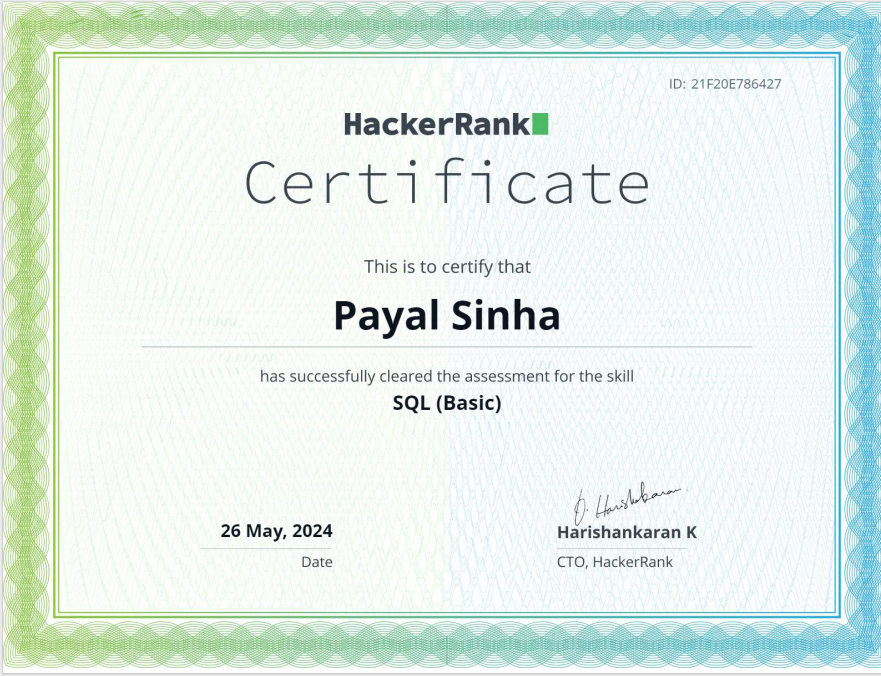 ID: 21F20E786427
HackerRank
Certificate
This is to certify that
Payal Sinha
has successfully cleared the assessment for the skill
SQL (Basic)
26 May, 2024
Date
Harishankaran K
CTO, HackerRank